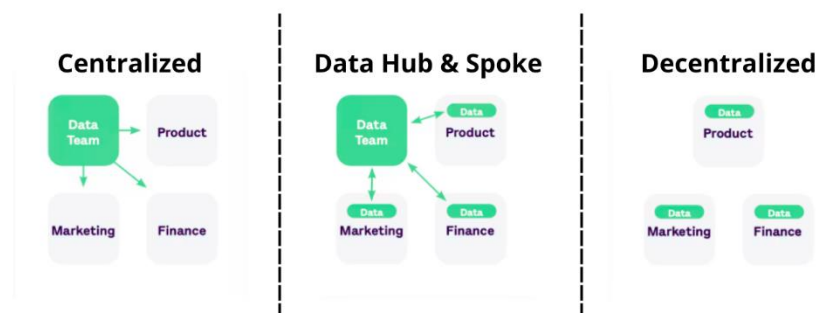 Centralized
Data
Team
Product
Marketing
Finance
Data Hub & Spoke
Data
Team
Data
Product
Data
Marketing
Data
Finance
Decentralized
Data
Product
Data
Marketing
Data
Finance